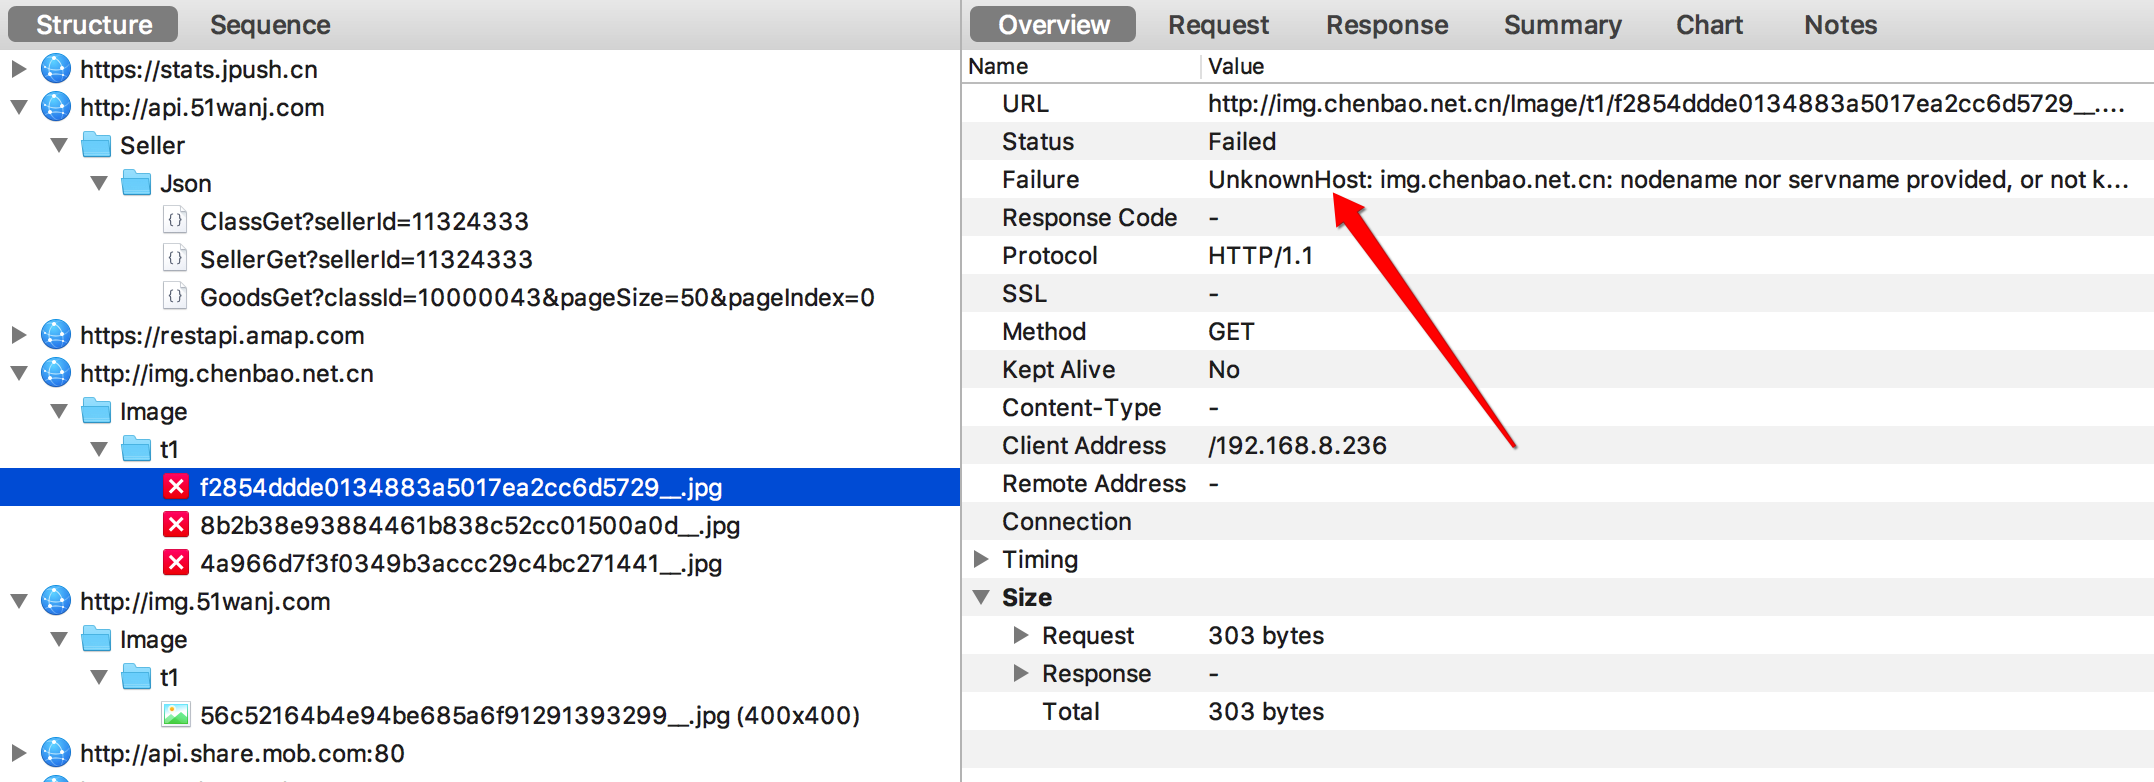 Structure Sequence
https://stats.jpush.cn
http://api.51wanj.com
Seller
Json
ClassGet?sellerId=11324333
SellerGet?sellerId=11324333
GoodsGet?classId=10000043&pageSize=50&pageIndex=0
https://restapi.amap.com
http://img.chenbao.net.cn
Image
t1
f2854ddde0134883a5017ea2cc6d5729__.jpg
8b2b38e93884461b838c52cc01500a0d__.jpg
4a966d7f3f0349b3accc29c4bc271441__.jpg
http://img.51wanj.com
Image
t1
56c52164b4e94be685a6f91291393299__.jpg (400x400)
http://api.share.mob.com:80
Overview Request Response Summary Chart Notes
Name Value
URL http://img.chenbao.net.cn/Image/t1/f2854ddde0134883a5017ea2cc6d5729__....
Status Failed
Failure UnknownHost: img.chenbao.net.cn: nodename nor servname provided, or not k...
Response Code -
Protocol HTTP/1.1
SSL -
Method GET
Kept Alive No
Content-Type -
Client Address /192.168.8.236
Remote Address -
Connection
Timing
Size
Request 303 bytes
Response -
Total 303 bytes